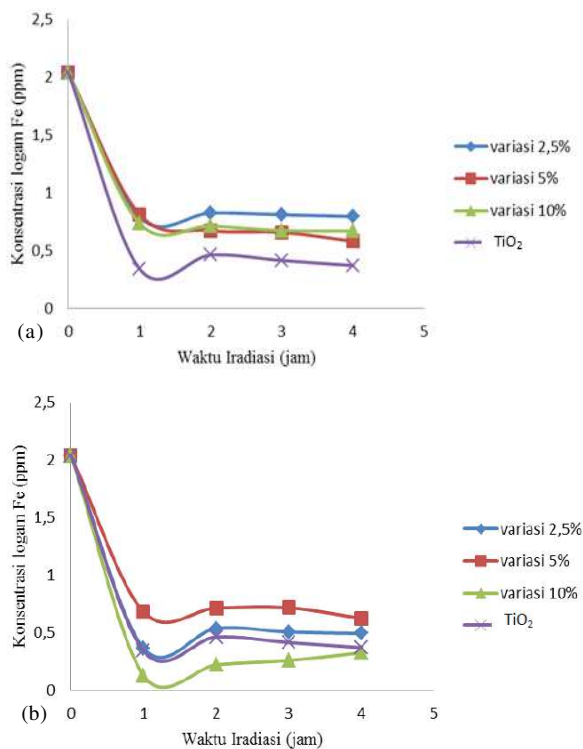 2,5
2
1,5
1
0,5
0
Konsentrasi logam Fe (ppm)
0 1 2 3 4 5
Waktu Iradiasi (jam)
variasi 2,5%
variasi 5%
variasi 10%
TiO₂
(a)
2,5
2
1,5
1
0,5
0
Konsentrasi logam Fe (ppm)
0 1 2 3 4 5
Waktu Iradiasi (jam)
variasi 2,5%
variasi 5%
variasi 10%
TiO₂
(b)